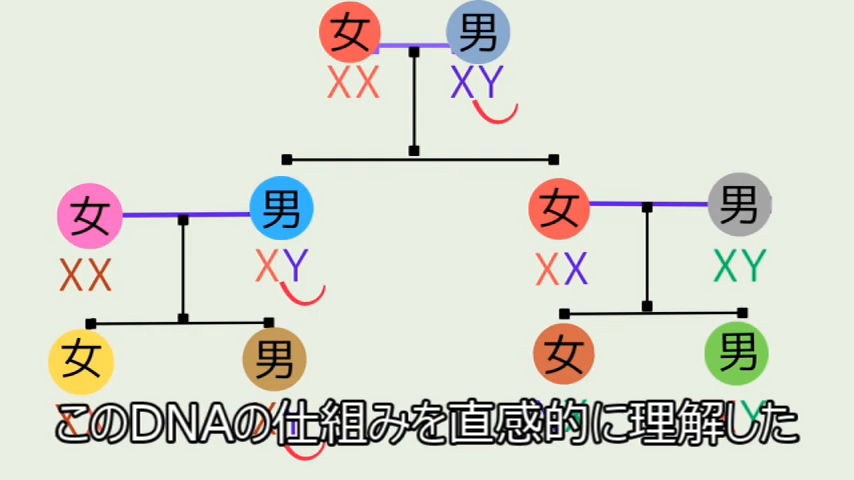 女 男
XX XY
女 男 女 男
XX XY XX XY
女 男 女 男
このDNAの仕組みを直感的に理解した